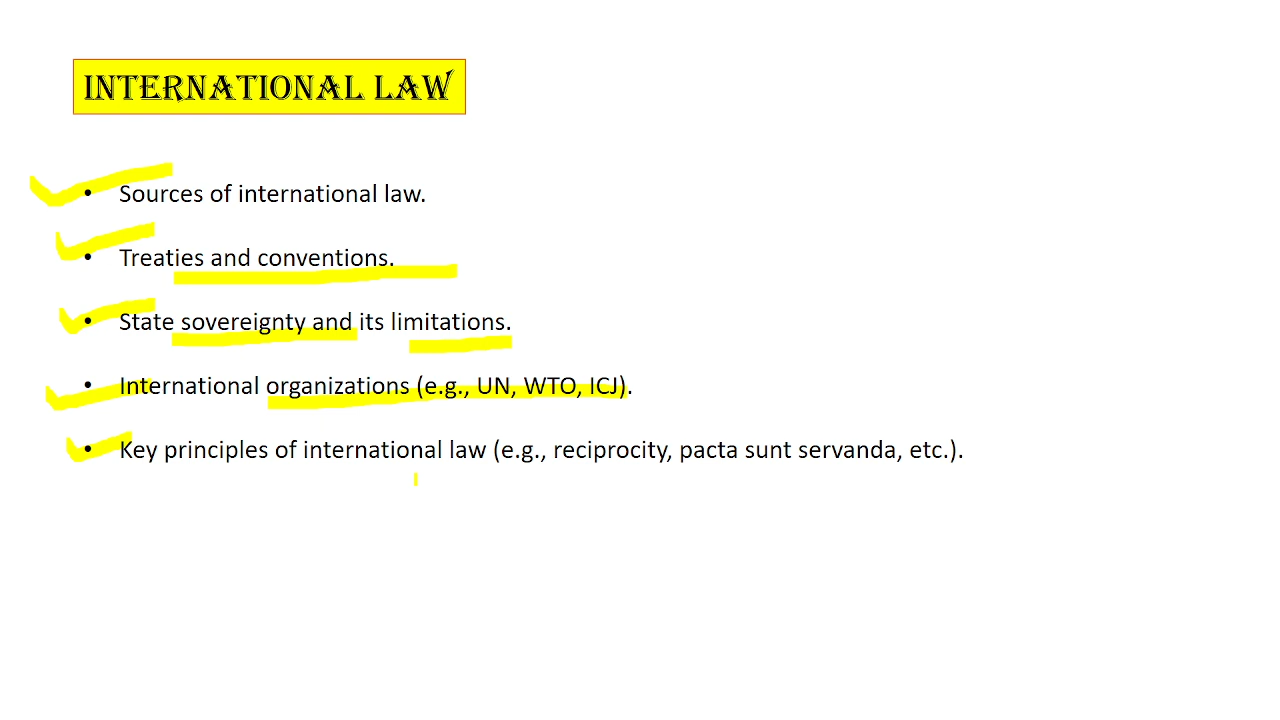 INTERNATIONAL LAW
• Sources of international law.
• Treaties and conventions.
• State sovereignty and its limitations.
• International organizations (e.g., UN, WTO, ICJ).
• Key principles of international law (e.g., reciprocity, pacta sunt servanda, etc.).